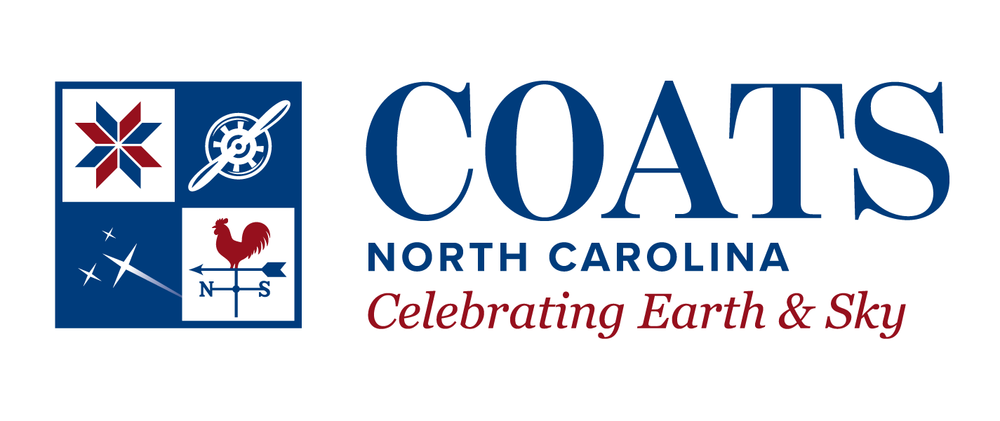 COATS
NORTH CAROLINA
Celebrating Earth & Sky
N S